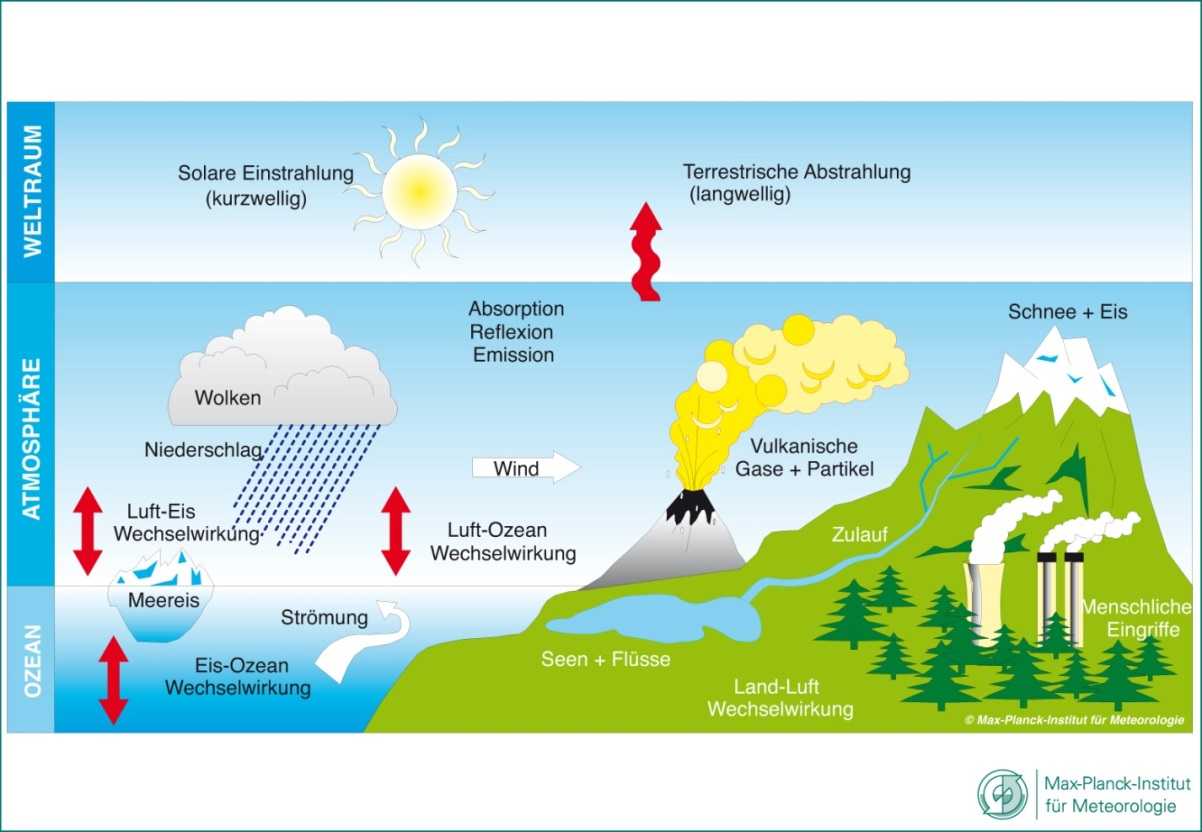 WELTRAUM
Solare Einstrahlung
(kurzwellig)
Terrestrische Abstrahlung
(langwellig)
ATMOSPHÄRE
Absorption
Reflexion
Emission
Schnee + Eis
Wolken
Niederschlag
Wind
Vulkanische
Gase + Partikel
Luft-Eis
Wechselwirkung
Luft-Ozean
Wechselwirkung
Zulauf
OZEAN
Meereis
Strömung
Menschliche
Eingriffe
Eis-Ozean
Wechselwirkung
Seen + Flüsse
Land-Luft
Wechselwirkung
© Max-Planck-Institut für Meteorologie
Max-Planck-Institut
für Meteorologie